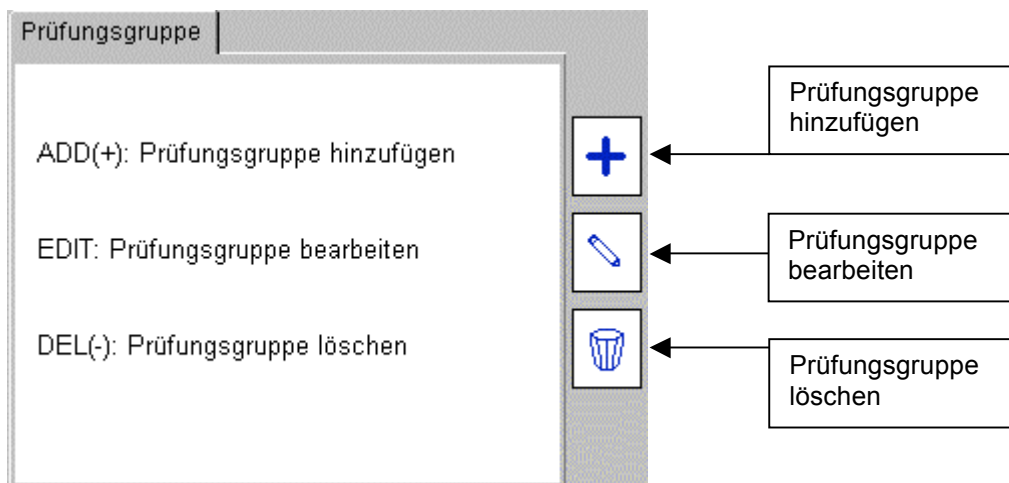 Prüfungsgruppe
ADD(+): Prüfungsgruppe hinzufügen
EDIT: Prüfungsgruppe bearbeiten
DEL(-): Prüfungsgruppe löschen
Prüfungsgruppe
hinzufügen
Prüfungsgruppe
bearbeiten
Prüfungsgruppe
löschen